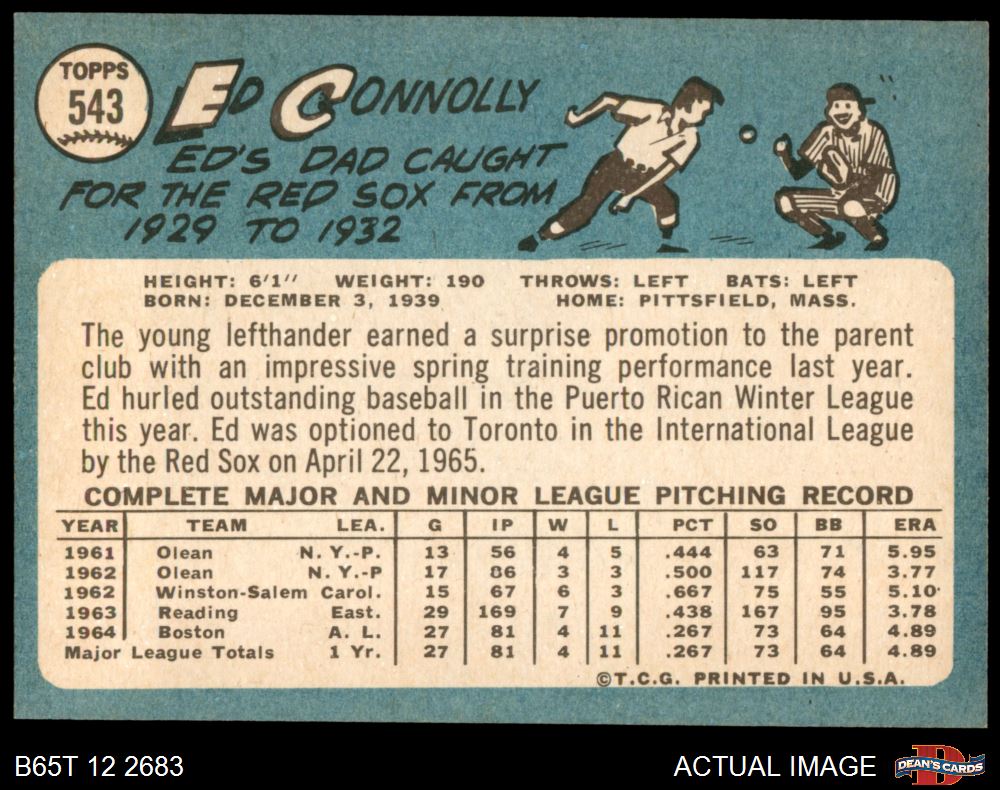 TOPPS
543
ED CONNOLLY
ED'S DAD CAUGHT
FOR THE RED SOX FROM
1929 TO 1932
HEIGHT: 6'1" WEIGHT: 190 THROWS: LEFT BATS: LEFT
BORN: DECEMBER 3, 1939 HOME: PITTSFIELD, MASS.
The young lefthander earned a surprise promotion to the parent
club with an impressive spring training performance last year.
Ed hurled outstanding baseball in the Puerto Rican Winter League
this year. Ed was optioned to Toronto in the International League
by the Red Sox on April 22, 1965.
COMPLETE MAJOR AND MINOR LEAGUE PITCHING RECORD
YEAR TEAM LEA. G IP W L PCT SO BB ERA
1961 Olean N. Y.-P. 13 56 4 5 .444 63 71 5.95
1962 Olean N. Y.-P 17 86 3 3 .500 117 74 3.77
1962 Winston-Salem Carol. 15 67 6 3 .667 75 55 5.10
1963 Reading East. 29 169 7 9 .438 167 95 3.78
1964 Boston A. L. 27 81 4 11 .267 73 64 4.89
Major League Totals 1 Yr. 27 81 4 11 .267 73 64 4.89
©T.C.G. PRINTED IN U.S.A.
B65T 12 2683
ACTUAL IMAGE
DEAN'S CARDS